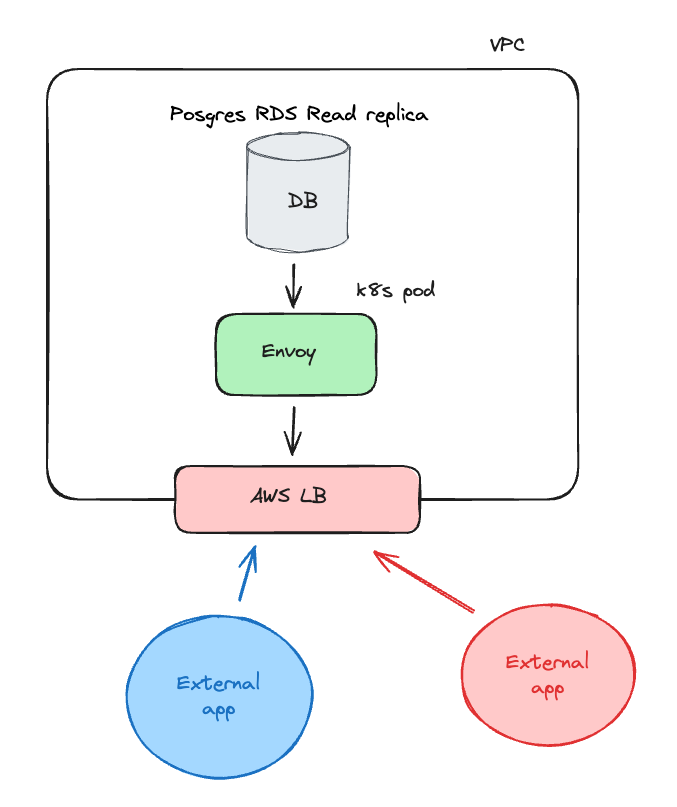 VPC
Posgres RDS Read replica
DB
k8s pod
Envoy
AWS LB
External
app
External
app